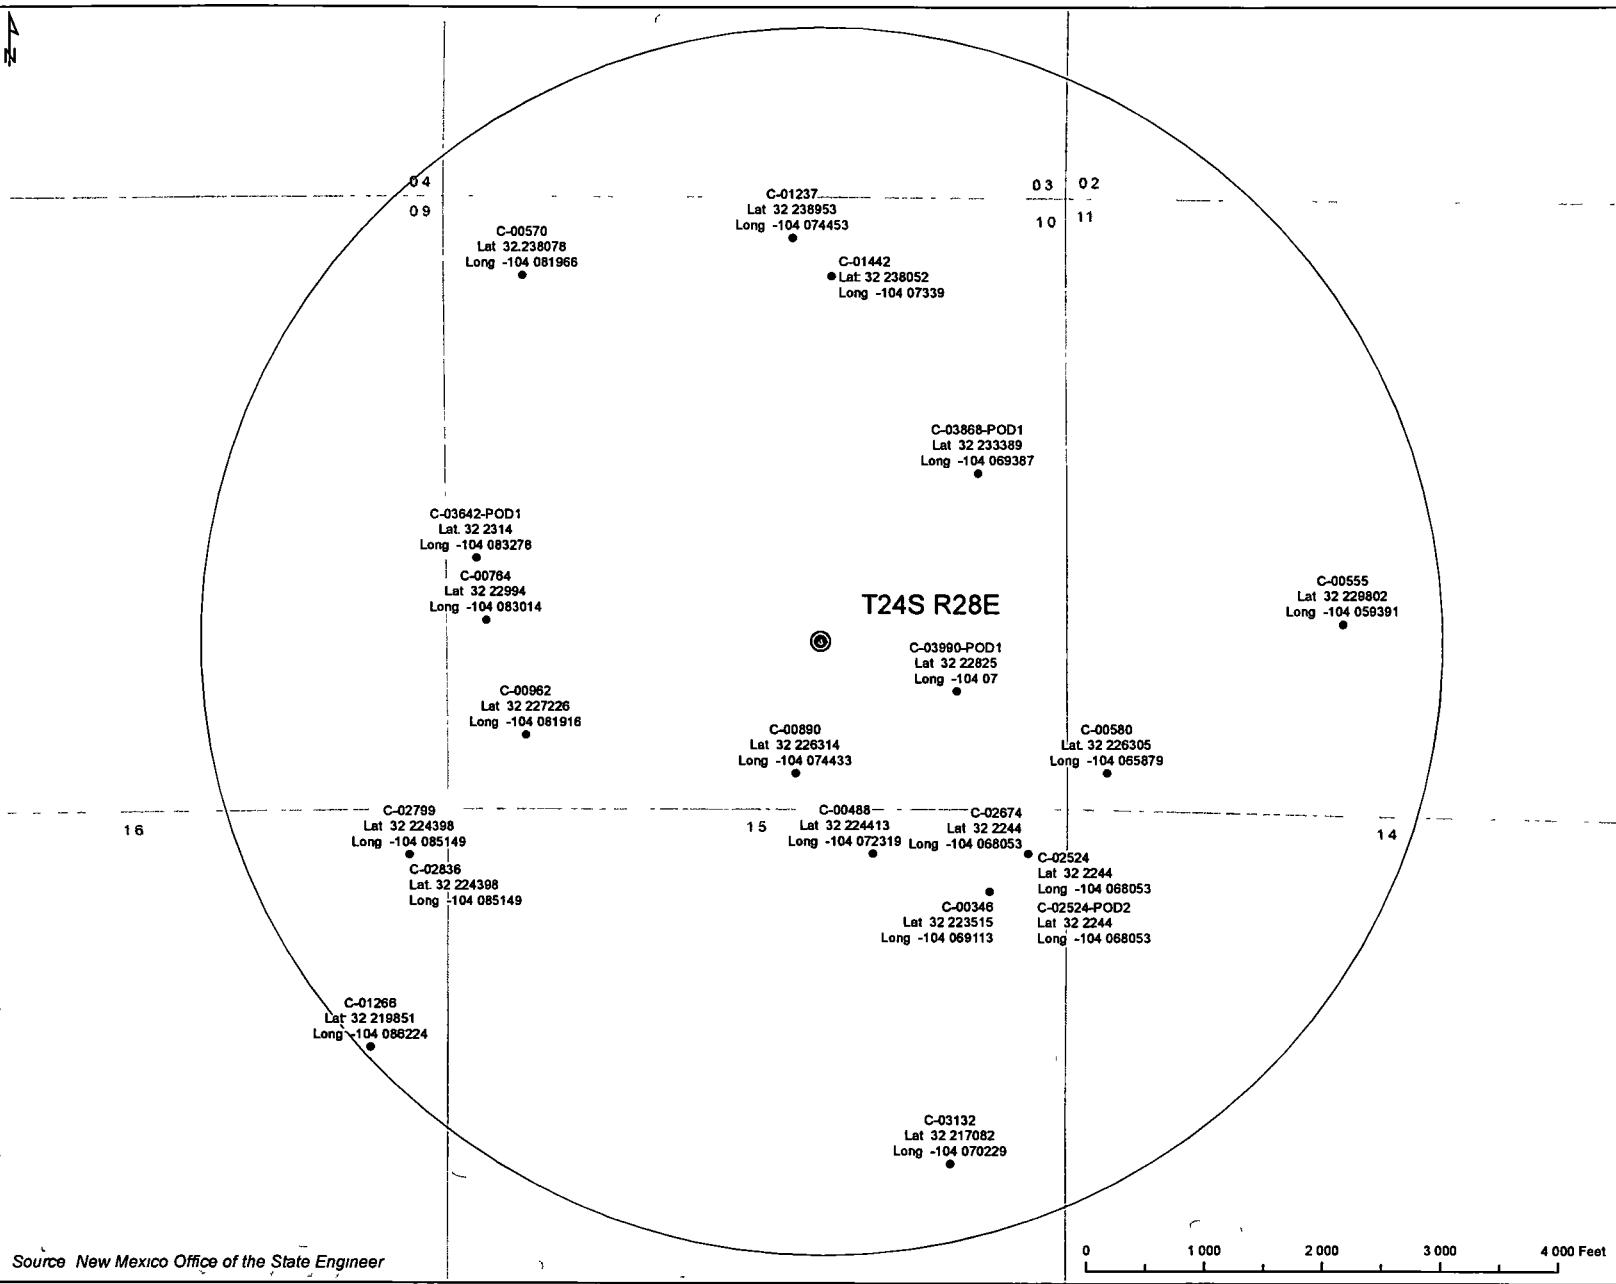 N
04
09
03 02
10 11
C-01237
Lat 32 238953
Long -104 074453
C-00570
Lat 32.238078
Long -104 081966
C-01442
Lat: 32 238052
Long -104 07339
C-03868-POD1
Lat 32 233389
Long -104 069387
C-03642-POD1
Lat. 32 2314
Long -104 083278
C-00764
Lat 32 22994
Long -104 083014
C-00555
Lat 32 229802
Long -104 059391
T24S R28E
C-03990-POD1
Lat 32 22825
Long -104 07
C-00962
Lat 32 227226
Long -104 081916
C-00890
Lat 32 226314
Long -104 074433
C-00580
Lat. 32 226305
Long -104 065879
16
15
14
C-02799
Lat 32 224398
Long -104 085149
C-02836
Lat. 32 224398
Long -104 085149
C-00488
Lat 32 224413
Long -104 072319
C-02674
Lat 32 2244
Long -104 068053
C-02524
Lat 32 2244
Long -104 068053
C-00346
Lat 32 223515
Long -104 069113
C-02524-POD2
Lat 32 2244
Long -104 068053
C-01266
Lat 32 219851
Long -104 086224
C-03132
Lat 32 217082
Long -104 070229
Source New Mexico Office of the State Engineer
0 1 000 2 000 3 000 4 000 Feet